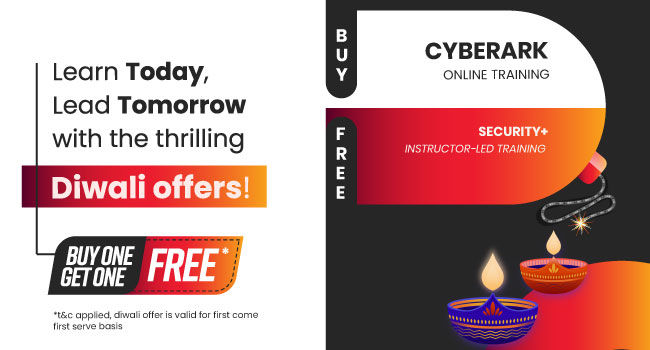 Learn Today,
Lead Tomorrow
with the thrilling
Diwali offers!
BUY ONE
GET ONE
FREE*
*t&c applied, diwali offer is valid for first come
first serve basis
BUY
CYBERARK
ONLINE TRAINING
FREE
SECURITY+
INSTRUCTOR-LED TRAINING